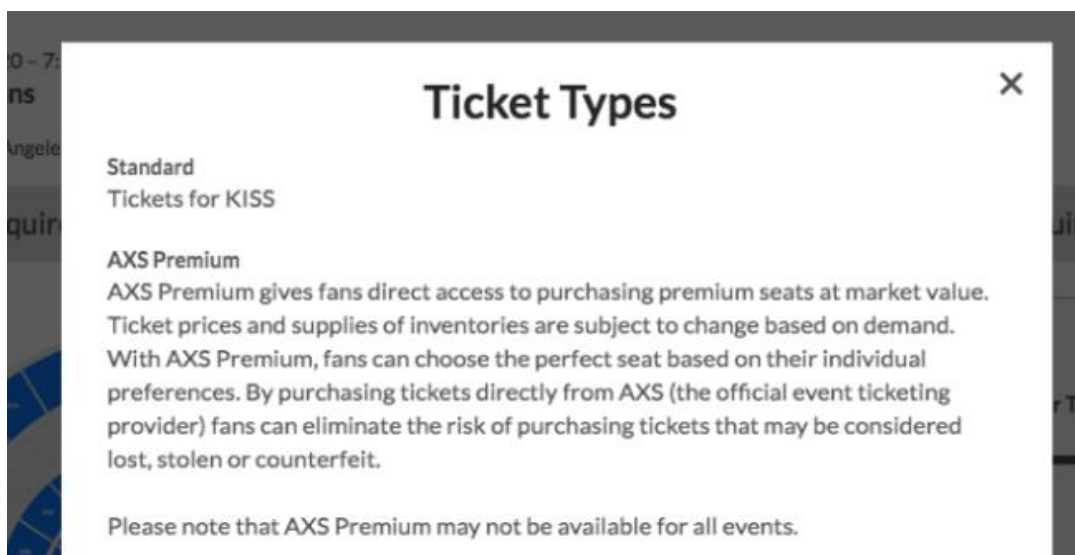 20 – 7:
ns
Angele
Ticket Types
Standard
Tickets for KISS
AXS Premium
AXS Premium gives fans direct access to purchasing premium seats at market value.
Ticket prices and supplies of inventories are subject to change based on demand.
With AXS Premium, fans can choose the perfect seat based on their individual
preferences. By purchasing tickets directly from AXS (the official event ticketing
provider) fans can eliminate the risk of purchasing tickets that may be considered
lost, stolen or counterfeit.
Please note that AXS Premium may not be available for all events.